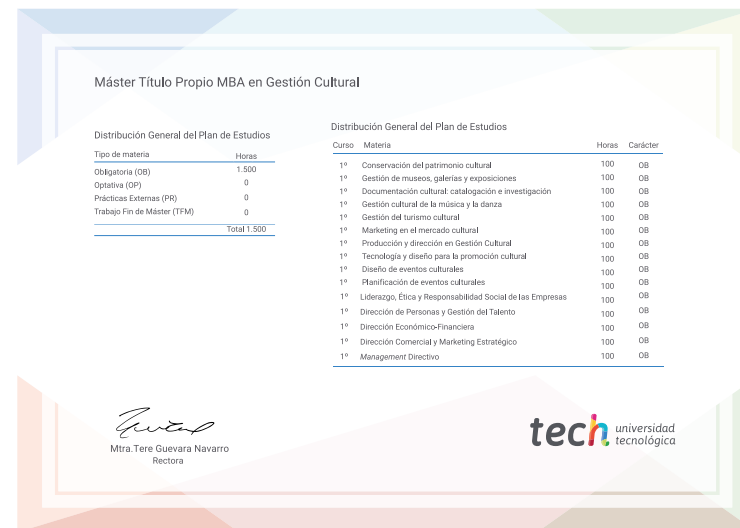 Máster Título Propio MBA en Gestión Cultural
Distribución General del Plan de Estudios
Tipo de materia Horas
Obligatoria (OB) 1.500
Optativa (OP) 0
Prácticas Externas (PR) 0
Trabajo Fin de Máster (TFM) 0
Total 1.500
Distribución General del Plan de Estudios
Curso Materia Horas Carácter
1º Conservación del patrimonio cultural 100 OB
1º Gestión de museos, galerías y exposiciones 100 OB
1º Documentación cultural: catalogación e investigación 100 OB
1º Gestión cultural de la música y la danza 100 OB
1º Gestión del turismo cultural 100 OB
1º Marketing en el mercado cultural 100 OB
1º Producción y dirección en Gestión Cultural 100 OB
1º Tecnología y diseño para la promoción cultural 100 OB
1º Diseño de eventos culturales 100 OB
1º Planificación de eventos culturales 100 OB
1º Liderazgo, Ética y Responsabilidad Social de las Empresas 100 OB
1º Dirección de Personas y Gestión del Talento 100 OB
1º Dirección Económico-Financiera 100 OB
1º Dirección Comercial y Marketing Estratégico 100 OB
1º Management Directivo 100 OB
Mtra.Tere Guevara Navarro
Rectora
tech universidad
tecnológica